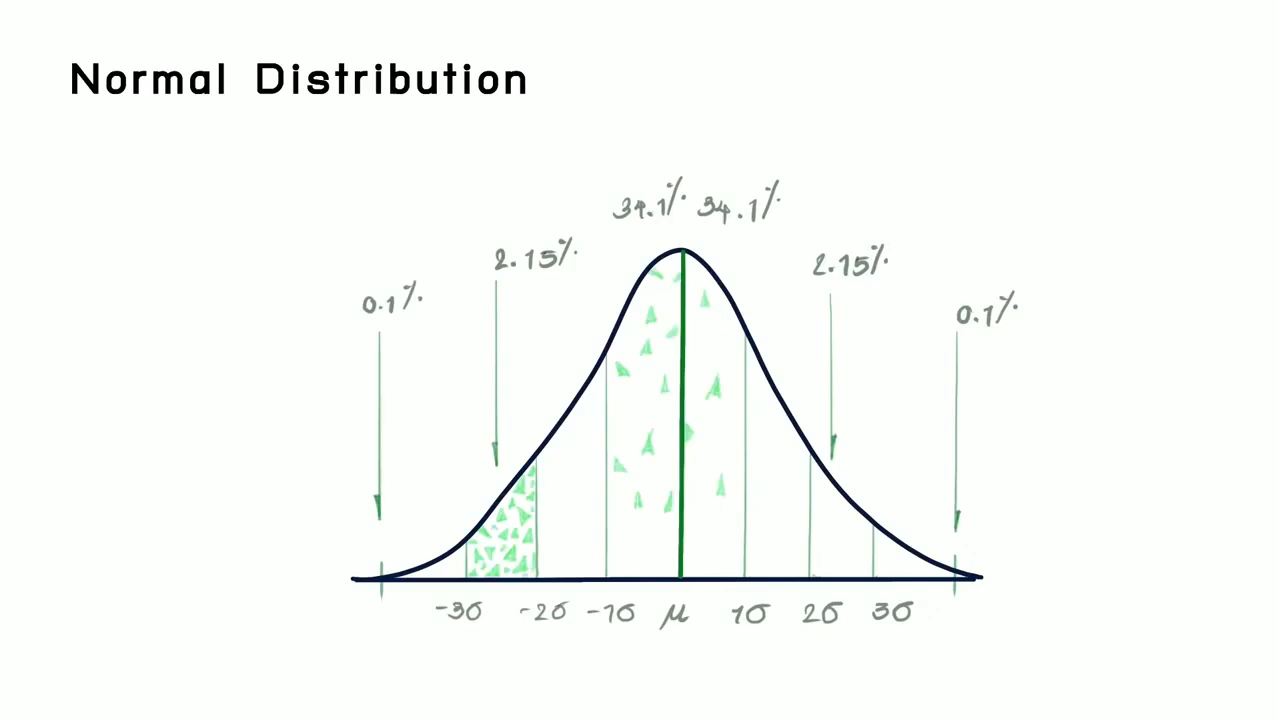 Normal Distribution
34.1% 34.1%
2.15% 2.15%
0.1% 0.1%
-3σ -2σ -1σ μ 1σ 2σ 3σ